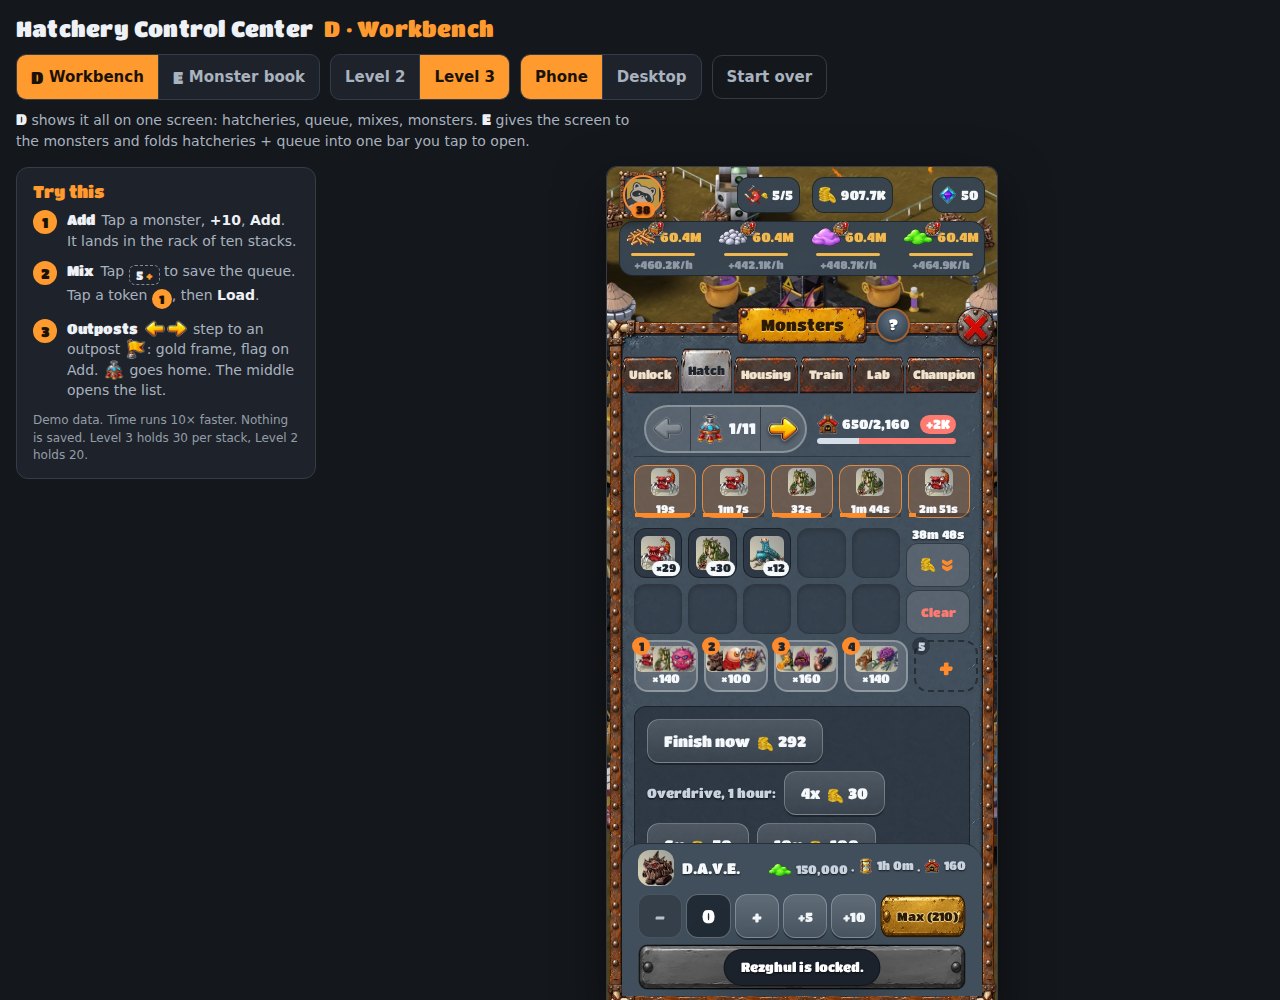 Hatchery Control Center D · Workbench
D Workbench E Monster book Level 2 Level 3 Phone Desktop Start over
D shows it all on one screen: hatcheries, queue, mixes, monsters. E gives the screen to
the monsters and folds hatcheries + queue into one bar you tap to open.
Try this
1 Add Tap a monster, +10, Add.
It lands in the rack of ten stacks.
2 Mix Tap 5+ to save the queue.
Tap a token 1, then Load.
3 Outposts step to an
outpost : gold frame, flag on
Add. goes home. The middle
opens the list.
Demo data. Time runs 10× faster. Nothing
is saved. Level 3 holds 30 per stack, Level 2
holds 20.
30 5/5 907.7K 50
60.4M 60.4M 60.4M 60.4M
+460.2K/h +442.1K/h +448.7K/h +464.9K/h
Monsters ?
Unlock Hatch Housing Train Lab Champion
1/11 650/2,160 +2K
19s 1m 7s 32s 1m 44s 2m 51s
38m 48s
×29 ×30 ×12
Clear
1 2 3 4 5
×140 ×100 ×160 ×140 +
Finish now 292
Overdrive, 1 hour: 4x 30
D.A.V.E. 150,000 · 1h 0m · 160
− 0 + +5 +10 Max (210)
Rezghul is locked.